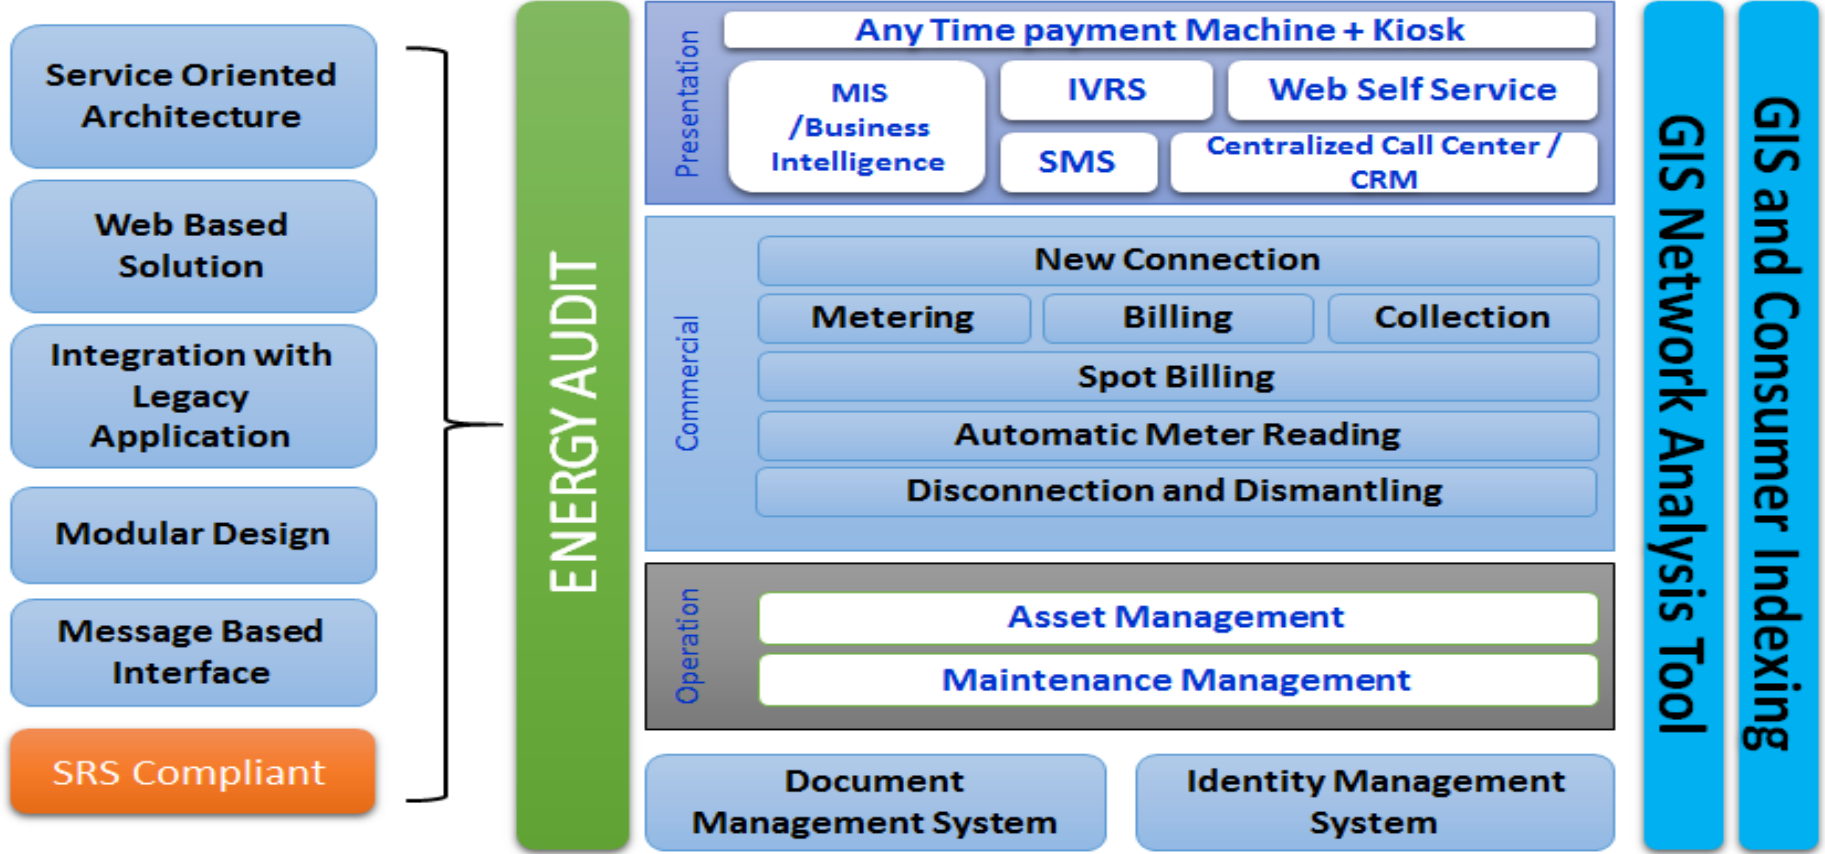 Service Oriented
Architecture
Web Based
Solution
Integration with
Legacy
Application
Modular Design
Message Based
Interface
SRS Compliant
ENERGY AUDIT
Presentation
Any Time payment Machine + Kiosk
MIS
/Business
Intelligence
IVRS
Web Self Service
SMS
Centralized Call Center /
CRM
Commercial
New Connection
Metering
Billing
Collection
Spot Billing
Automatic Meter Reading
Disconnection and Dismantling
Operation
Asset Management
Maintenance Management
Document
Management System
Identity Management
System
GIS Network Analysis Tool
GIS and Consumer Indexing